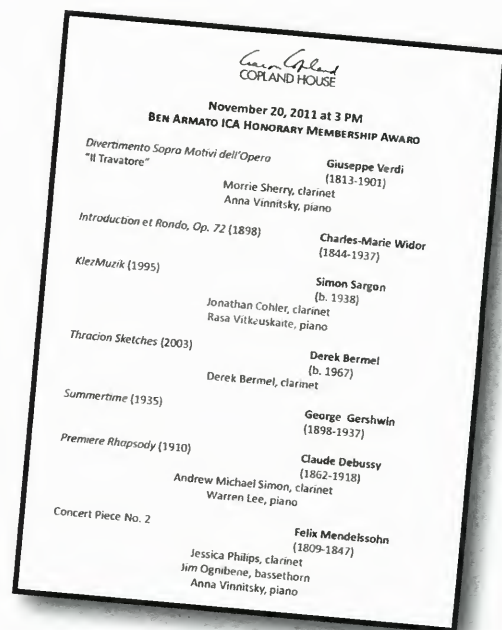 Aaron Copland
COPLAND HOUSE
November 20, 2011 at 3 PM
BEN ARMATO ICA HONORARY MEMBERSHIP AWARD
Divertimento Sopra Motivi dell'Opera Giuseppe Verdi
"Il Travatore" (1813-1901)
Morrie Sherry, clarinet
Anna Vinnitsky, piano
Introduction et Rondo, Op. 72 (1898) Charles-Marie Widor
(1844-1937)
KlezMuzik (1995) Simon Sargon
(b. 1938)
Jonathan Cohler, clarinet
Rasa Vitkauskaite, piano
Thracion Sketches (2003) Derek Bermel
(b. 1967)
Derek Bermel, clarinet
Summertime (1935) George Gershwin
(1898-1937)
Premiere Rhapsody (1910) Claude Debussy
(1862-1918)
Andrew Michael Simon, clarinet
Warren Lee, piano
Concert Piece No. 2 Felix Mendelssohn
(1809-1847)
Jessica Philips, clarinet
Jim Ognibene, bassethorn
Anna Vinnitsky, piano